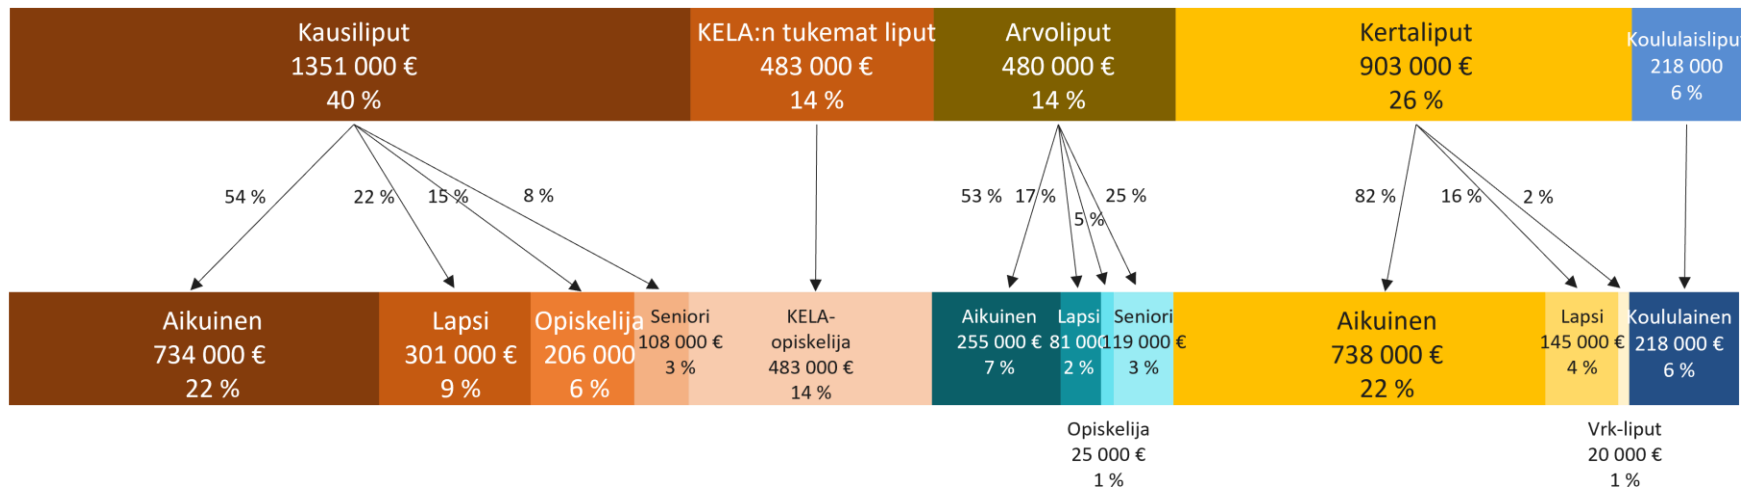 Kausiliput
1351 000 €
40 %
KELA:n tukemat liput
483 000 €
14 %
Arvoliput
480 000 €
14 %
Kertaliput
903 000 €
26 %
Koululaisliput
218 000
6 %
54 %
22 %
15 %
8 %
53 %
17 %
5 %
25 %
82 %
16 %
2 %
Aikuinen
734 000 €
22 %
Lapsi
301 000 €
9 %
Opiskelija
206 000
6 %
Seniori
108 000 €
3 %
KELA-
opiskelija
483 000 €
14 %
Aikuinen
255 000 €
7 %
Lapsi
81 000
2 %
Seniori
119 000 €
3 %
Aikuinen
738 000 €
22 %
Lapsi
145 000 €
4 %
Koululainen
218 000 €
6 %
Opiskelija
25 000 €
1 %
Vrk-liput
20 000 €
1 %